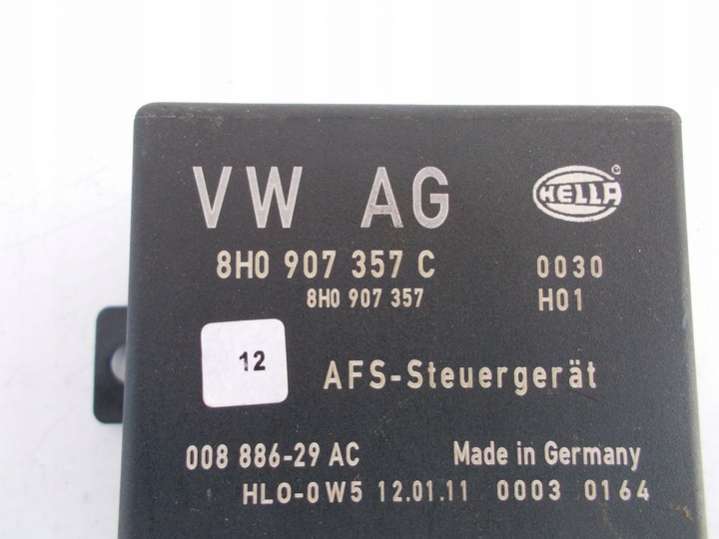 VW AG
HELLA
8H0 907 357 C 0030
8H0 907 357 H01
12
AFS-Steuergerät
008 886-29 AC Made in Germany
HLO-0W5 12.01.11 0003 0164